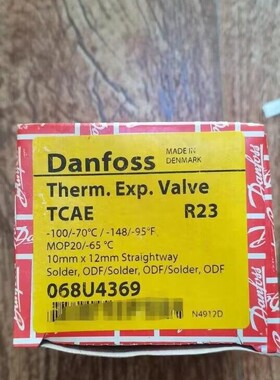 Danfoss
MADE IN
DENMARK
Therm. Exp. Valve
TCAE R23
-100/-70°C / -148/-95°F
MOP20/-65 °C
10mm x 12mm Straightway
Solder, ODF/Solder, ODF/Solder, ODF
068U4369
N4912D